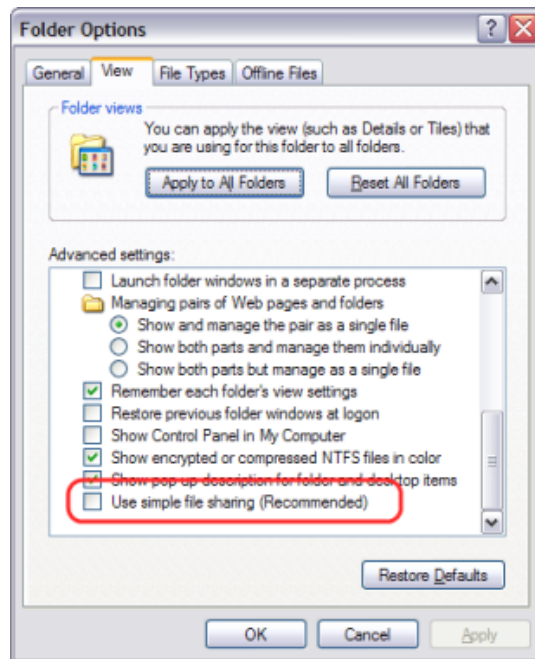 Folder Options
General View File Types Offline Files
Folder views
You can apply the view (such as Details or Tiles) that
you are using for this folder to all folders.
Apply to All Folders Reset All Folders
Advanced settings:
Launch folder windows in a separate process
Managing pairs of Web pages and folders
Show and manage the pair as a single file
Show both parts and manage them individually
Show both parts but manage as a single file
Remember each folder's view settings
Restore previous folder windows at logon
Show Control Panel in My Computer
Show encrypted or compressed NTFS files in color
Show pop-up description for folder and desktop items
Use simple file sharing (Recommended)
Restore Defaults
OK Cancel Apply